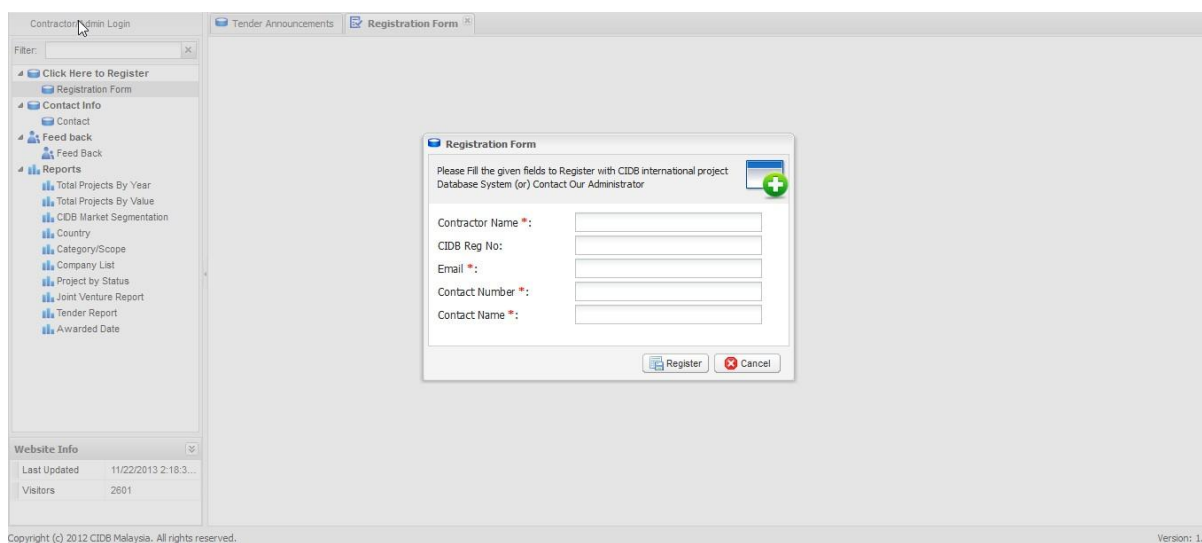 Contractor/Admin Login
Tender Announcements
Registration Form
Filter:
Click Here to Register
Registration Form
Contact Info
Contact
Feed back
Feed Back
Reports
Total Projects By Year
Total Projects By Value
CIDB Market Segmentation
Country
Category/Scope
Company List
Project by Status
Joint Venture Report
Tender Report
Awarded Date
Registration Form
Please Fill the given fields to Register with CIDB international project
Database System (or) Contact Our Administrator
Contractor Name *:
CIDB Reg No:
Email *:
Contact Number *:
Contact Name *:
Register
Cancel
Website Info
Last Updated 11/22/2013 2:18:3...
Visitors 2601
Copyright (c) 2012 CIDB Malaysia. All rights reserved.
Version: 1